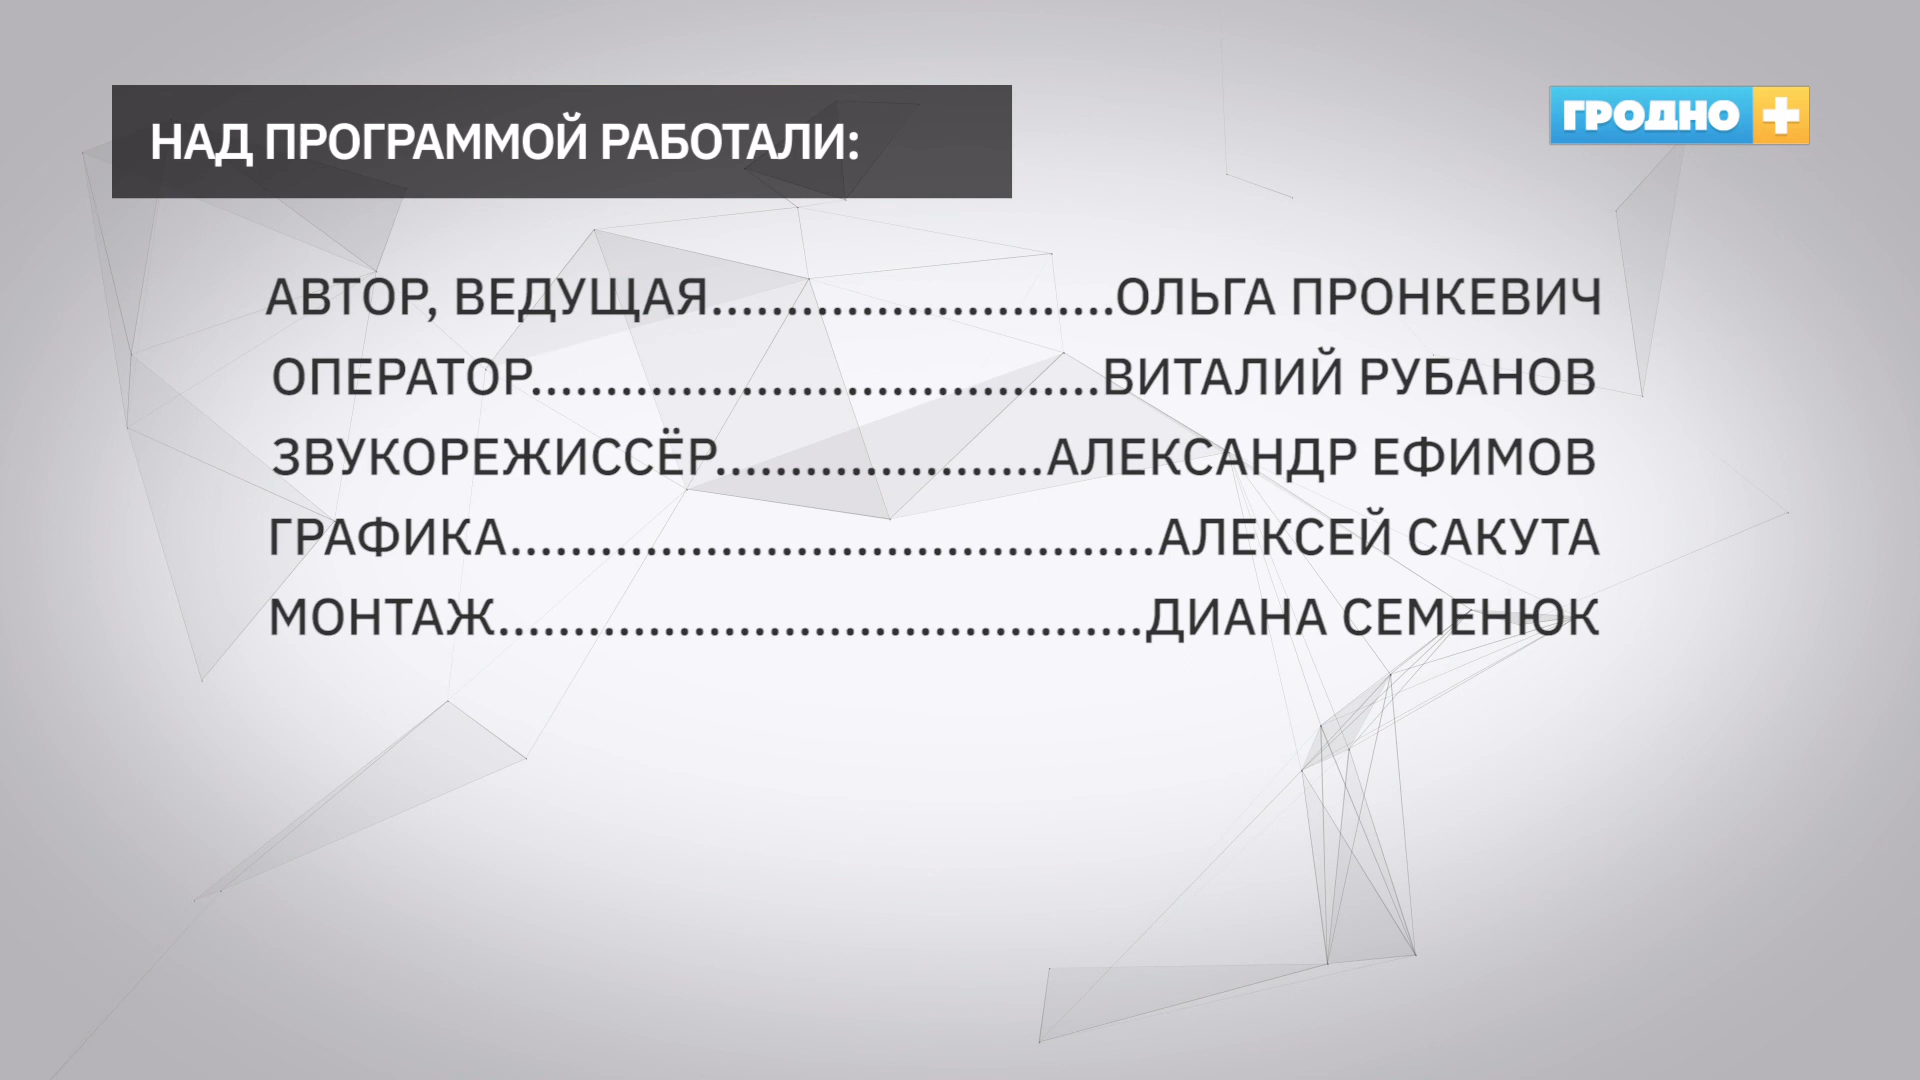 НАД ПРОГРАММОЙ РАБОТАЛИ:
ГРОДНО +
АВТОР, ВЕДУЩАЯ...........................ОЛЬГА ПРОНКЕВИЧ
ОПЕРАТОР......................................ВИТАЛИЙ РУБАНОВ
ЗВУКОРЕЖИССЁР......................АЛЕКСАНДР ЕФИМОВ
ГРАФИКА...........................................АЛЕКСЕЙ САКУТА
МОНТАЖ...........................................ДИАНА СЕМЕНЮК